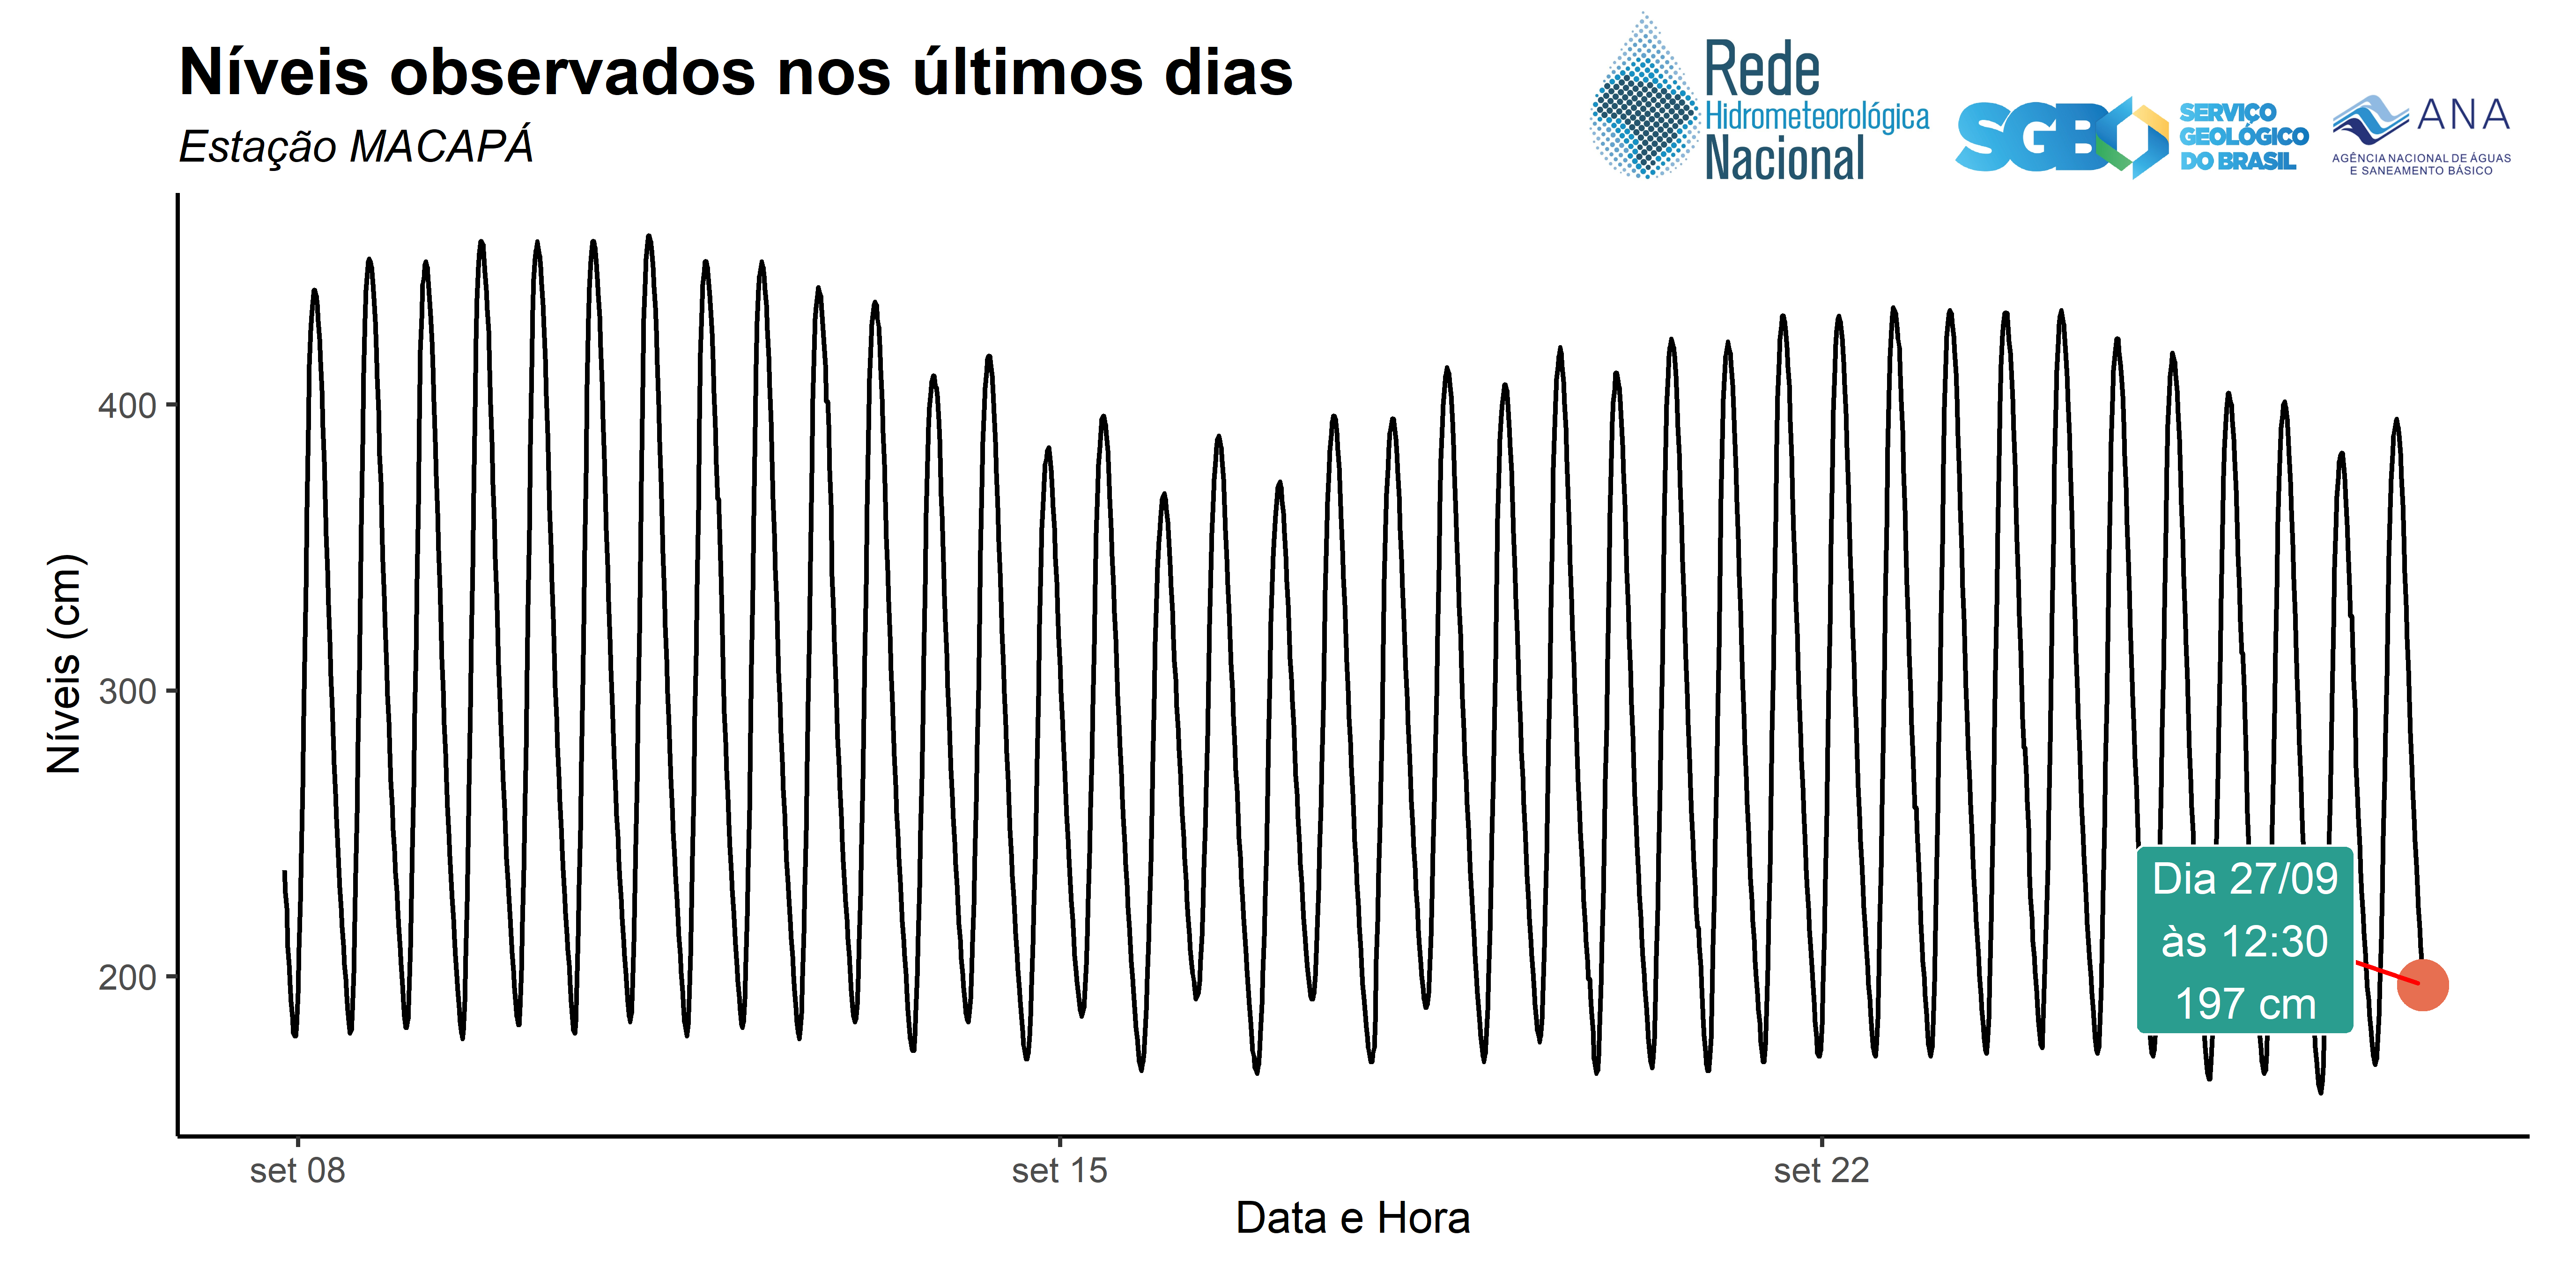 Níveis observados nos últimos dias
Estação MACAPÁ
Rede
Hidrometeorológica
Nacional
SGB
SERVIÇO
GEOLÓGICO
DO BRASIL
ANA
AGÊNCIA NACIONAL DE ÁGUAS
E SANEAMENTO BÁSICO
Níveis (cm)
400
300
200
Dia 27/09
às 12:30
197 cm
set 08
set 15
set 22
Data e Hora